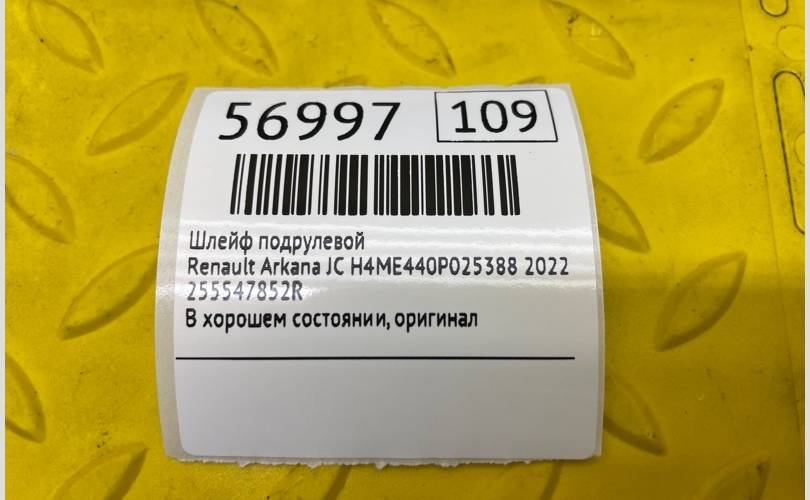 56997 109
Шлейф подрулевой
Renault Arkana JC H4ME440P025388 2022
255547852R
В хорошем состоянии, оригинал